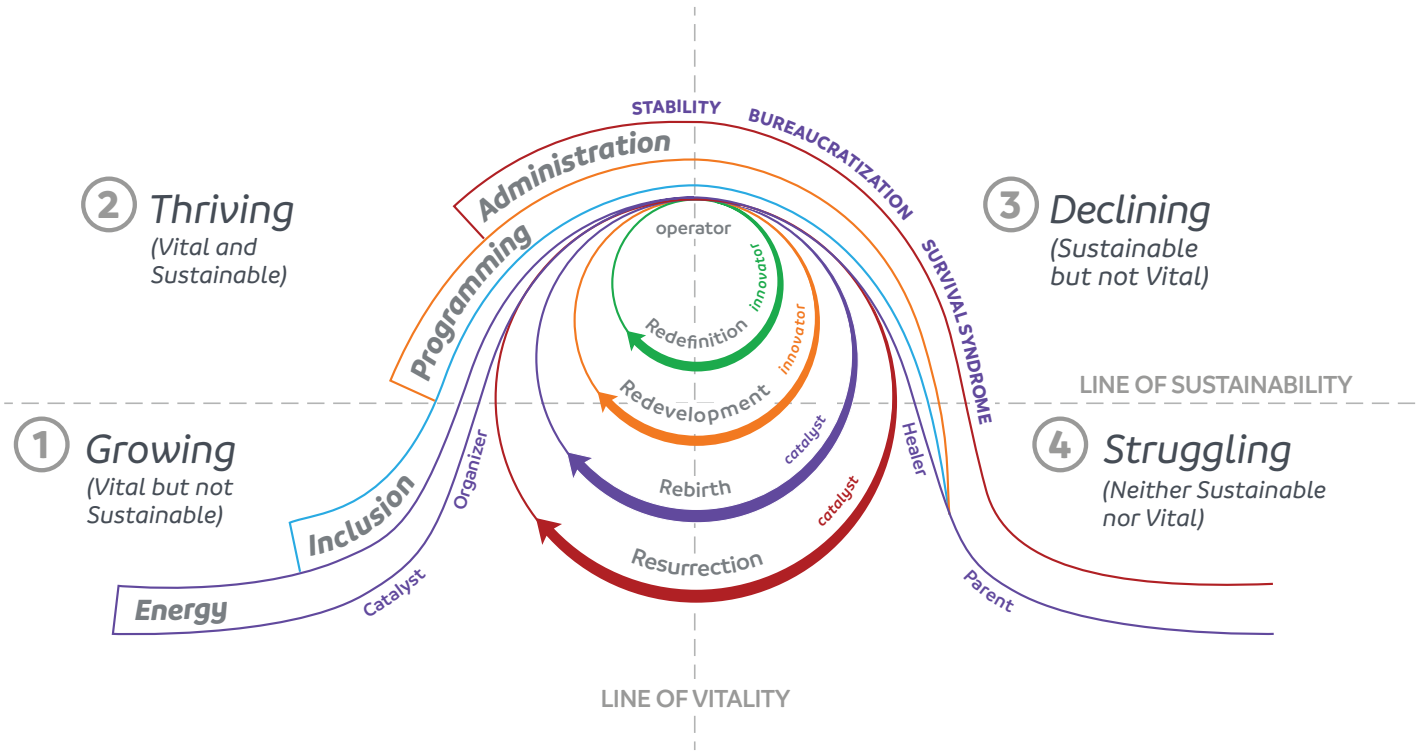 STABILITY
BUREAUCRATIZATION
SURVIVAL SYNDROME
Administration
Programming
Inclusion
Energy
2
Thriving
(Vital and
Sustainable)
3
Declining
(Sustainable
but not Vital)
operator
innovator
Redefinition
innovator
Redevelopment
catalyst
Rebirth
catalyst
Resurrection
LINE OF SUSTAINABILITY
1
Growing
(Vital but not
Sustainable)
Organizer
Catalyst
Healer
Parent
4
Struggling
(Neither Sustainable
nor Vital)
LINE OF VITALITY